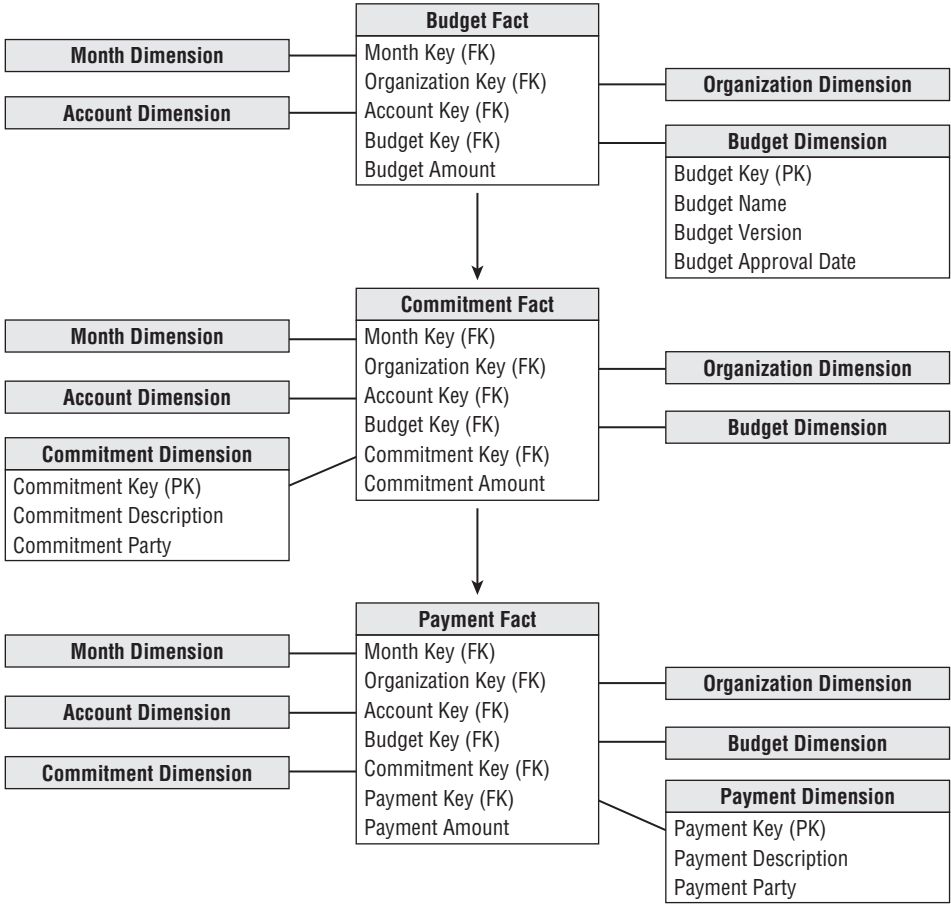 Budget Fact
Month Key (FK)
Organization Key (FK)
Account Key (FK)
Budget Key (FK)
Budget Amount
Month Dimension
Account Dimension
Organization Dimension
Budget Dimension
Budget Key (PK)
Budget Name
Budget Version
Budget Approval Date
Commitment Fact
Month Key (FK)
Organization Key (FK)
Account Key (FK)
Budget Key (FK)
Commitment Key (FK)
Commitment Amount
Month Dimension
Account Dimension
Commitment Dimension
Commitment Key (PK)
Commitment Description
Commitment Party
Organization Dimension
Budget Dimension
Payment Fact
Month Key (FK)
Organization Key (FK)
Account Key (FK)
Budget Key (FK)
Commitment Key (FK)
Payment Key (FK)
Payment Amount
Month Dimension
Account Dimension
Commitment Dimension
Organization Dimension
Budget Dimension
Payment Dimension
Payment Key (PK)
Payment Description
Payment Party